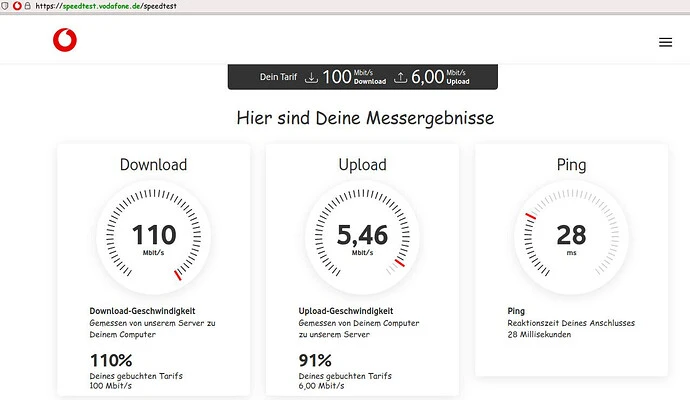 https://speedtest.vodafone.de/speedtest
Dein Tarif 100 Mbit/s Download 6,00 Mbit/s Upload
Hier sind Deine Messergebnisse
Download
110
Mbit/s
Download-Geschwindigkeit
Gemessen von unserem Server zu
Deinem Computer
110%
Deines gebuchten Tarifs
100 Mbit/s
Upload
5,46
Mbit/s
Upload-Geschwindigkeit
Gemessen von Deinem Computer
zu unserem Server
91%
Deines gebuchten Tarifs
6,00 Mbit/s
Ping
28
ms
Ping
Reaktionszeit Deines Anschlusses
28 Millisekunden